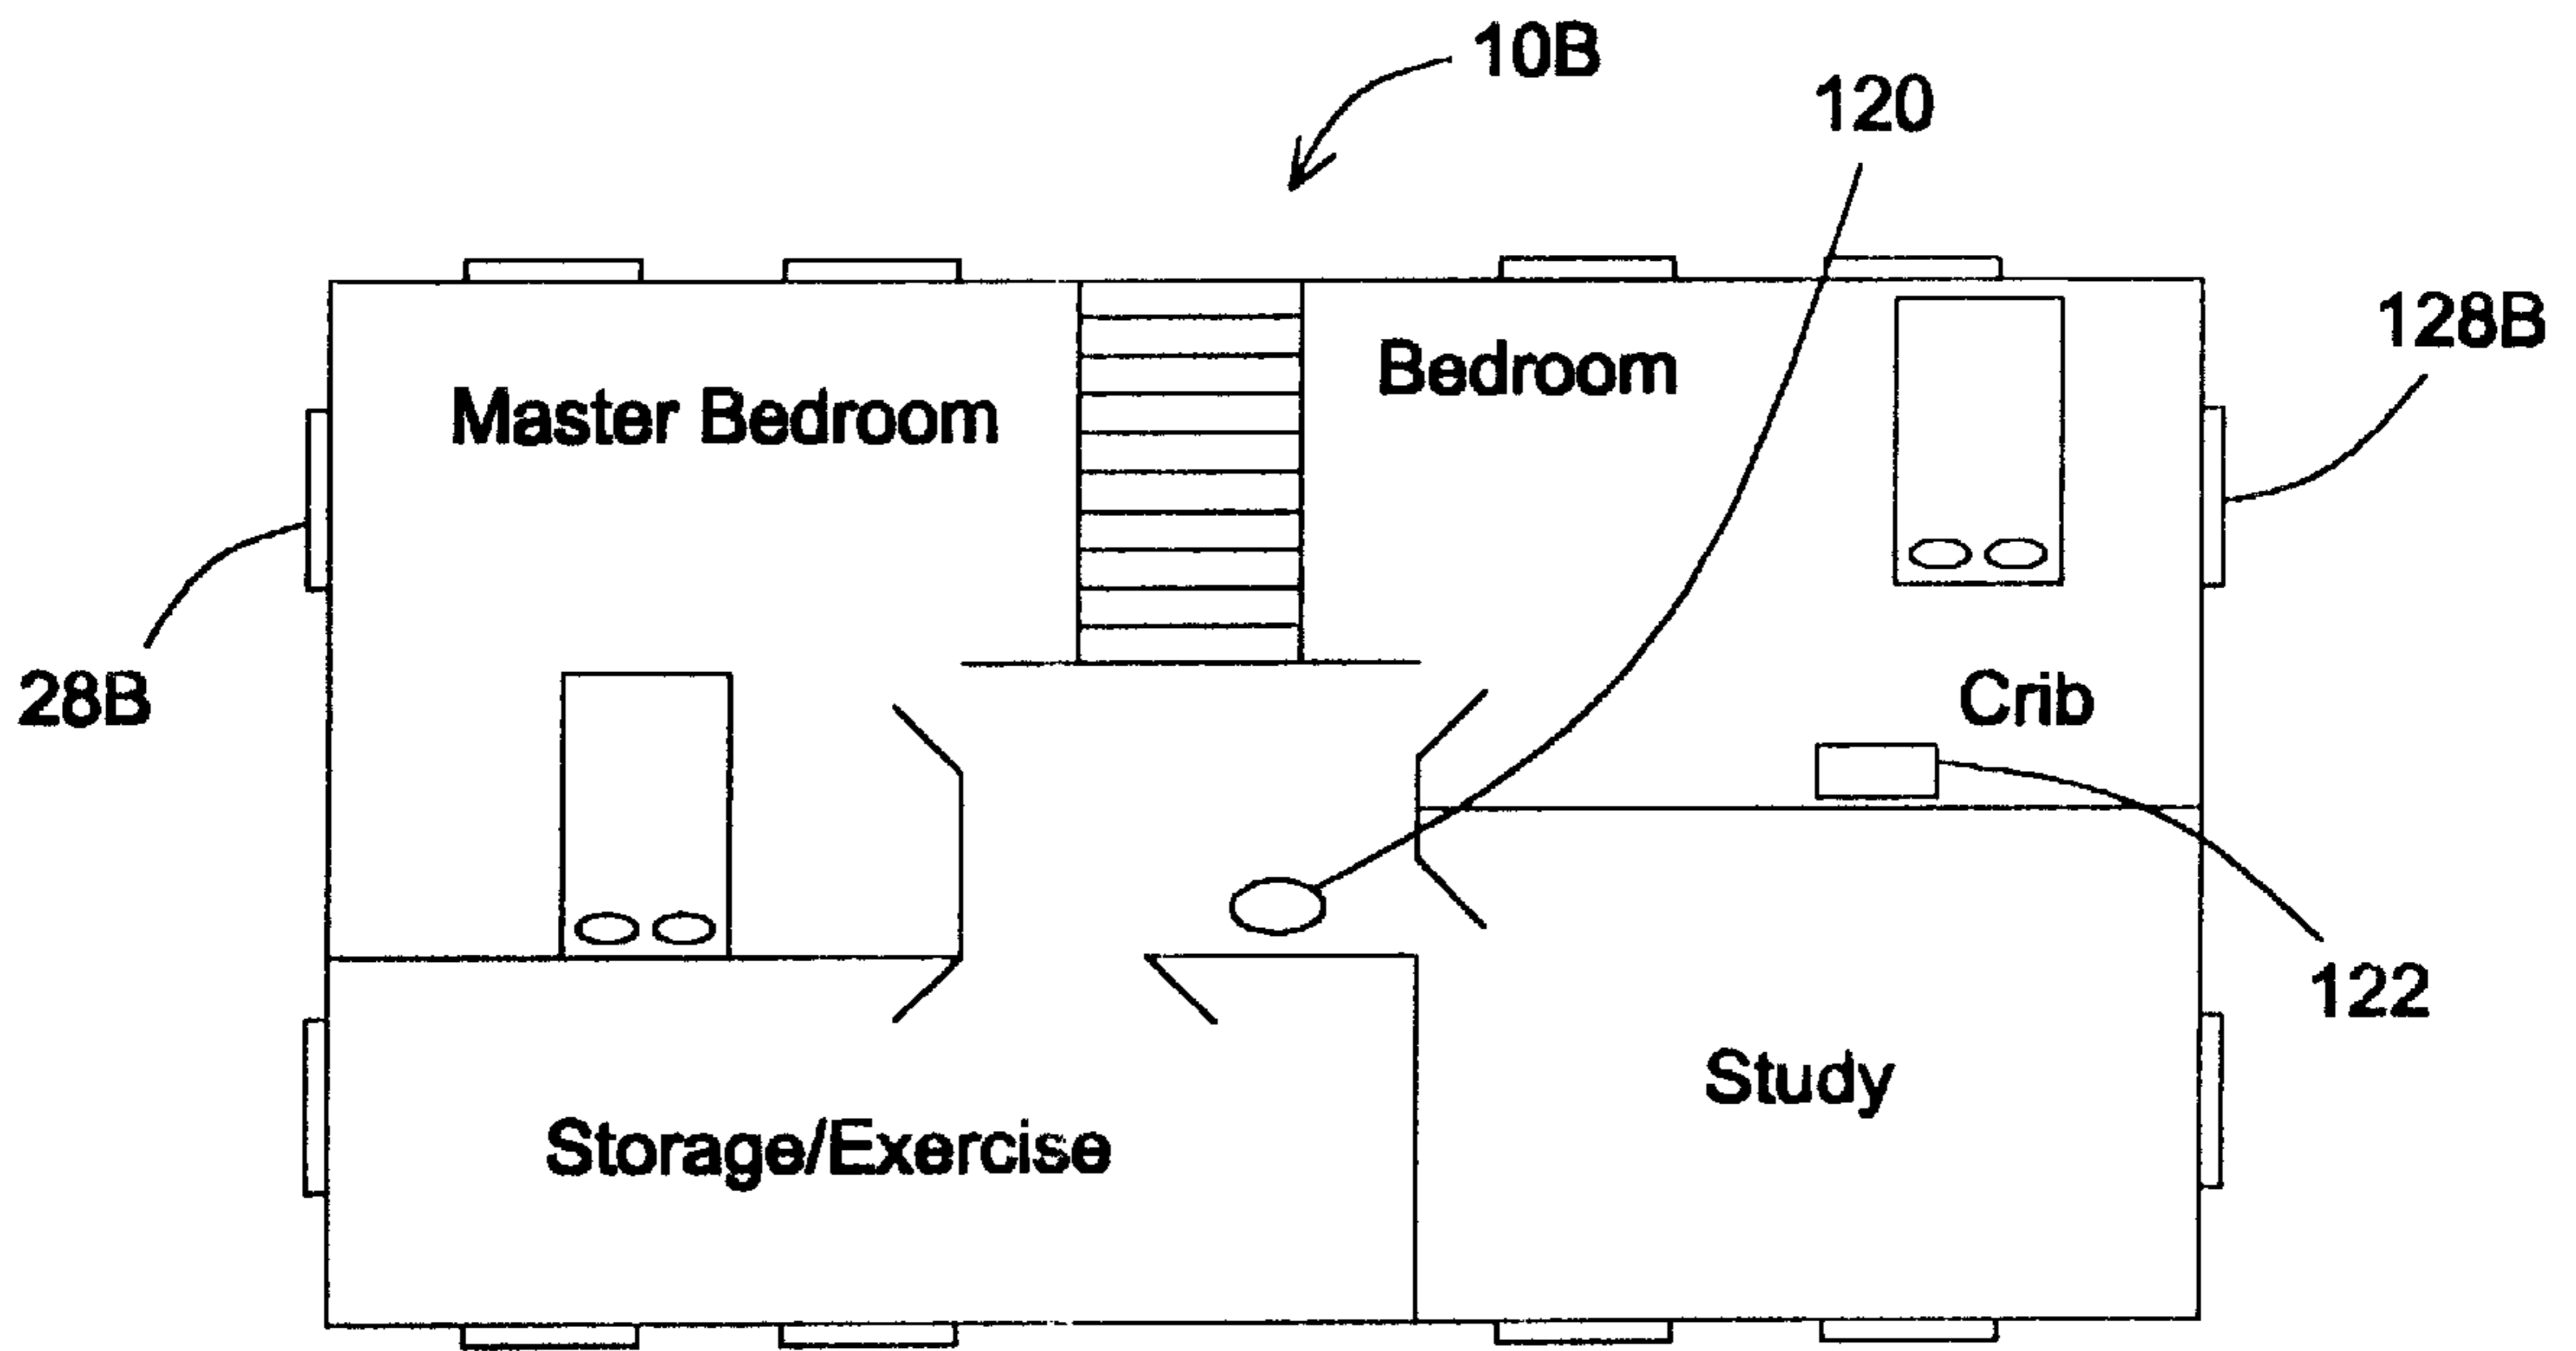 10B
120
128B
Bedroom
Master Bedroom
28B
Crib
122
Study
Storage/Exercise